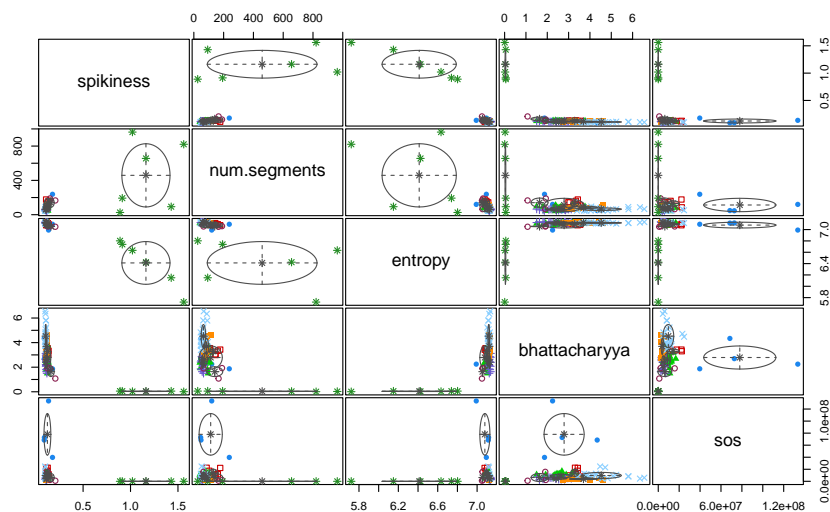 0 200 400 600 800
0 1 2 3 4 5 6
spikiness
0.5 1.0 1.5
num.segments
0 400 800
entropy
5.8 6.4 7.0
bhattacharyya
0 2 4 6
sos
0.0e+00 1.0e+08
0.5 1.0 1.5
5.8 6.2 6.6 7.0
0.0e+00 6.0e+07 1.2e+08